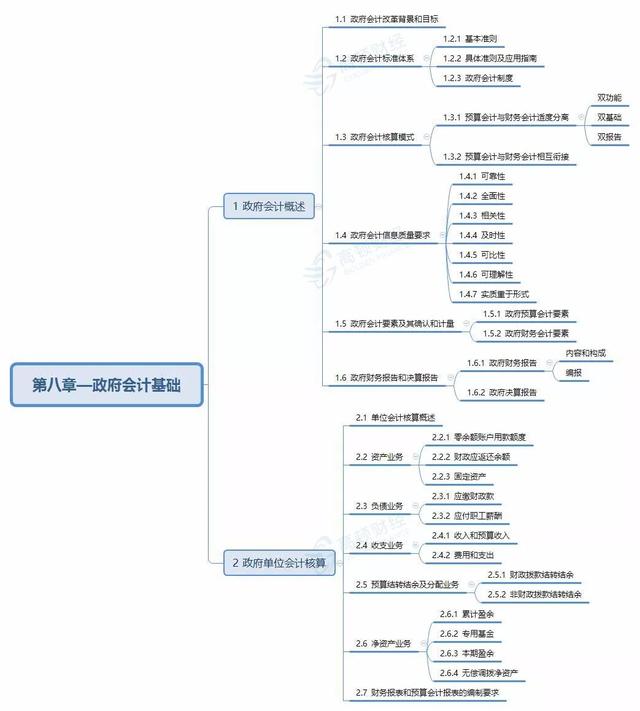 第八章—政府会计基础
1 政府会计概述
1.1 政府会计改革背景和目标
1.2 政府会计标准体系
1.2.1 基本准则
1.2.2 具体准则及应用指南
1.2.3 政府会计制度
1.3 政府会计核算模式
1.3.1 预算会计与财务会计适度分离
双功能
双基础
双报告
1.3.2 预算会计与财务会计相互衔接
1.4 政府会计信息质量要求
1.4.1 可靠性
1.4.2 全面性
1.4.3 相关性
1.4.4 及时性
1.4.5 可比性
1.4.6 可理解性
1.4.7 实质重于形式
1.5 政府会计要素及其确认和计量
1.5.1 政府预算会计要素
1.5.2 政府财务会计要素
1.6 政府财务报告和决算报告
1.6.1 政府财务报告
内容和构成
编报
1.6.2 政府决算报告
2 政府单位会计核算
2.1 单位会计核算概述
2.2 资产业务
2.2.1 零余额账户用款额度
2.2.2 财政应返还余额
2.2.3 固定资产
2.3 负债业务
2.3.1 应缴财政款
2.3.2 应付职工薪酬
2.4 收支业务
2.4.1 收入和预算收入
2.4.2 费用和支出
2.5 预算结转结余及分配业务
2.5.1 财政拨款结转结余
2.5.2 非财政拨款结转结余
2.6 净资产业务
2.6.1 累计盈余
2.6.2 专用基金
2.6.3 本期盈余
2.6.4 无偿调拨净资产
2.7 财务报表和预算会计报表的编制要求
高顿财经
高顿财经
高顿财经